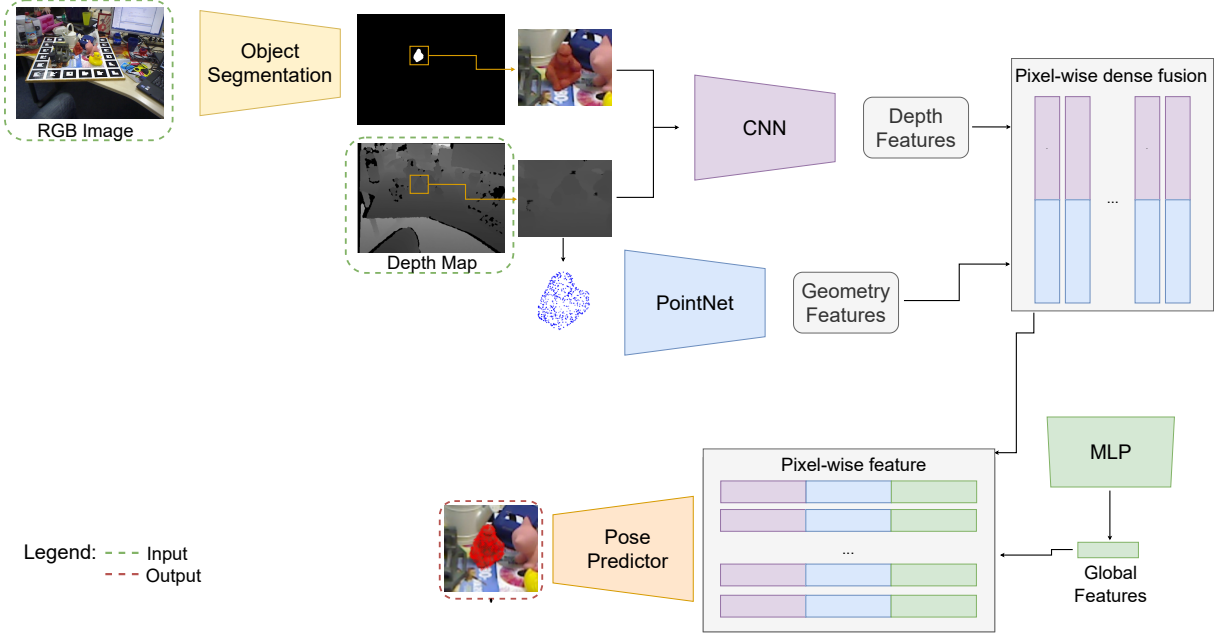 Object
Segmentation
RGB Image
Depth Map
CNN
Depth
Features
Pixel-wise dense fusion
...
PointNet
Geometry
Features
MLP
Global
Features
Pixel-wise feature
...
Pose
Predictor
Legend:
Input
Output